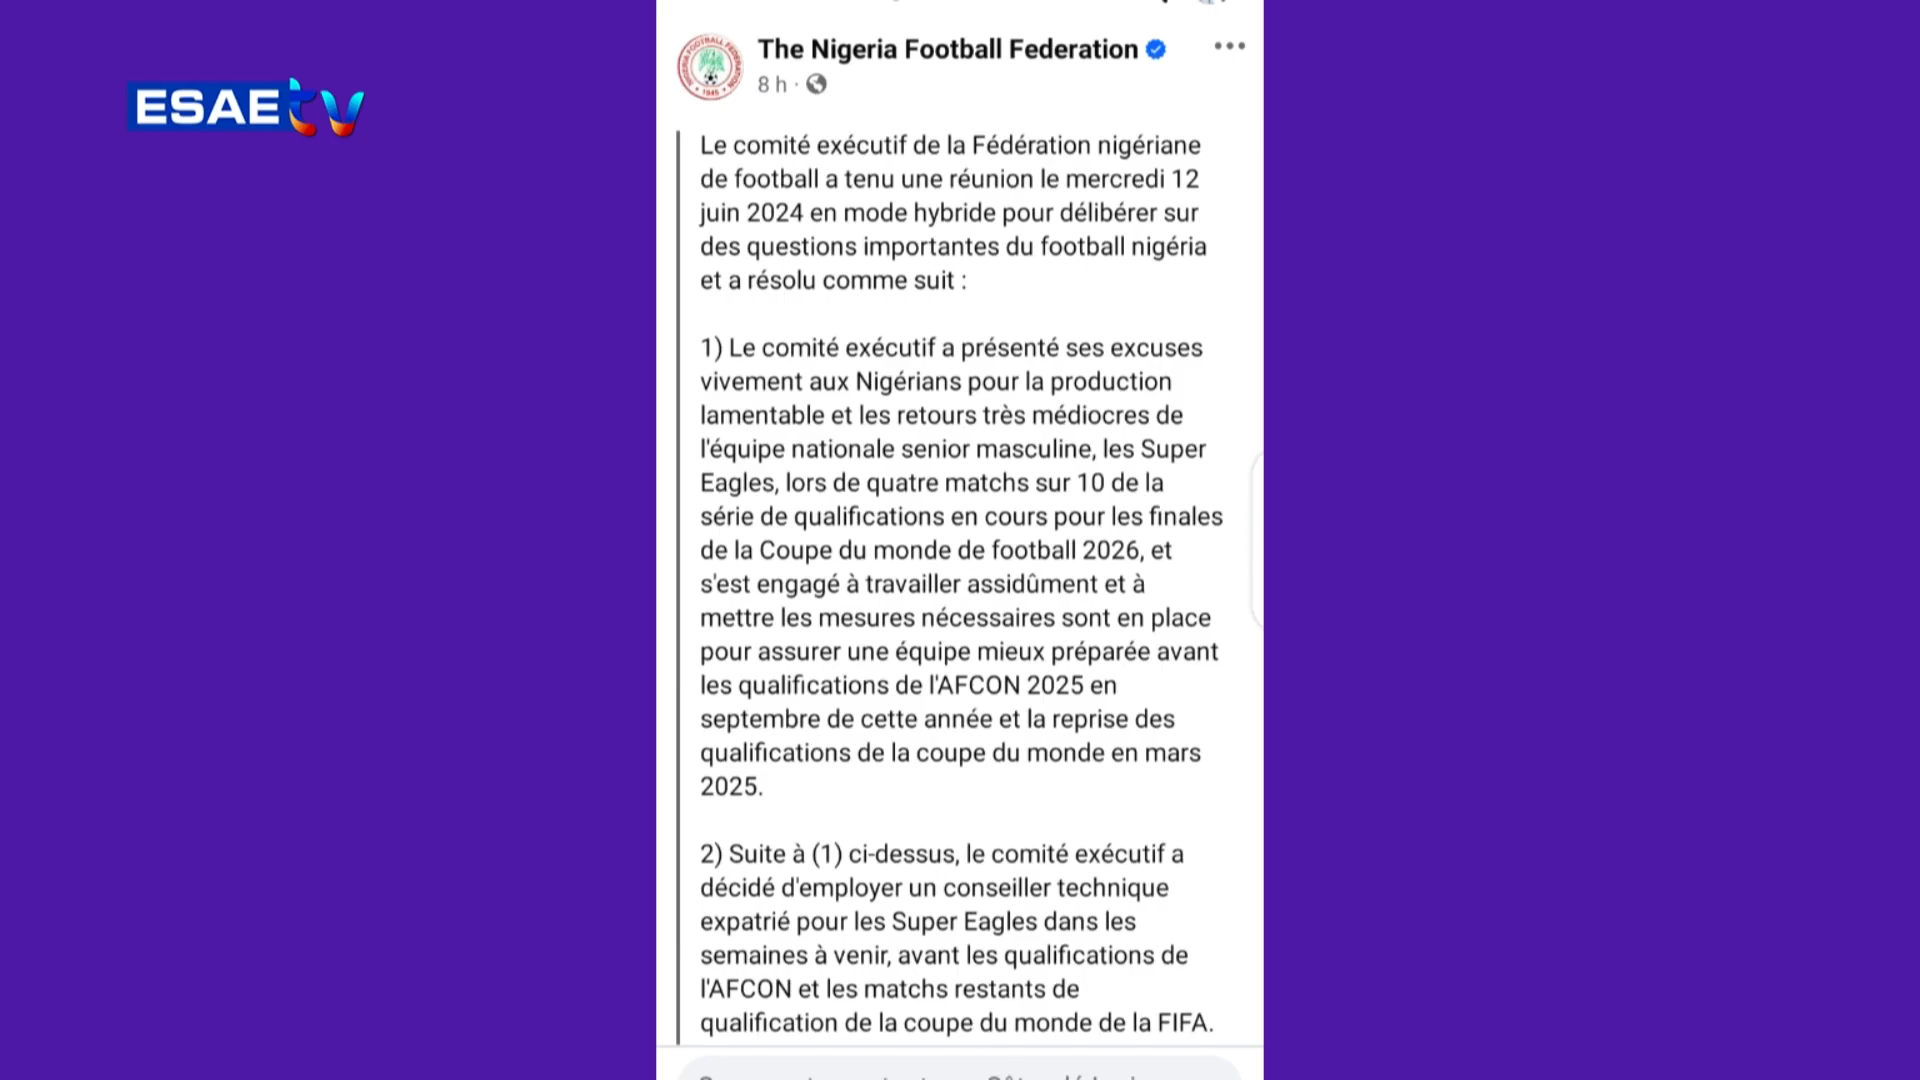 ESAEtv
The Nigeria Football Federation
8 h ·
Le comité exécutif de la Fédération nigériane
de football a tenu une réunion le mercredi 12
juin 2024 en mode hybride pour délibérer sur
des questions importantes du football nigéria
et a résolu comme suit :
1) Le comité exécutif a présenté ses excuses
vivement aux Nigérians pour la production
lamentable et les retours très médiocres de
l'équipe nationale senior masculine, les Super
Eagles, lors de quatre matchs sur 10 de la
série de qualifications en cours pour les finales
de la Coupe du monde de football 2026, et
s'est engagé à travailler assidûment et à
mettre les mesures nécessaires sont en place
pour assurer une équipe mieux préparée avant
les qualifications de l'AFCON 2025 en
septembre de cette année et la reprise des
qualifications de la coupe du monde en mars
2025.
2) Suite à (1) ci-dessus, le comité exécutif a
décidé d'employer un conseiller technique
expatrié pour les Super Eagles dans les
semaines à venir, avant les qualifications de
l'AFCON et les matchs restants de
qualification de la coupe du monde de la FIFA.